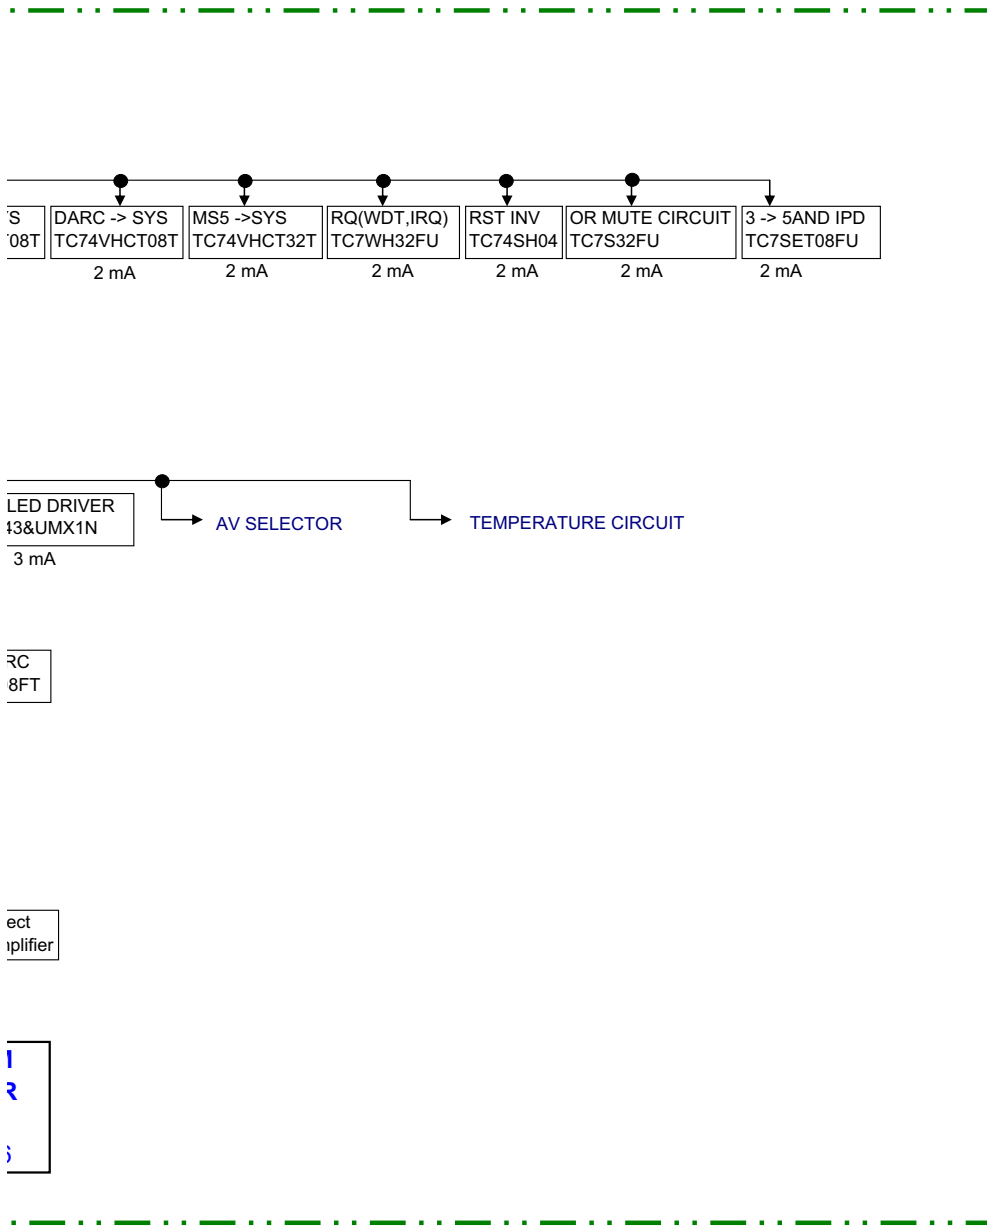 DARC -> SYS
TC74VHCT08T
2 mA
MS5 ->SYS
TC74VHCT32T
2 mA
RQ(WDT,IRQ)
TC7WH32FU
2 mA
RST INV
TC74SH04
2 mA
OR MUTE CIRCUIT
TC7S32FU
2 mA
3 -> 5AND IPD
TC7SET08FU
2 mA
LED DRIVER
43&UMX1N
3 mA
AV SELECTOR
TEMPERATURE CIRCUIT
RC
8FT
ect
plifier
R